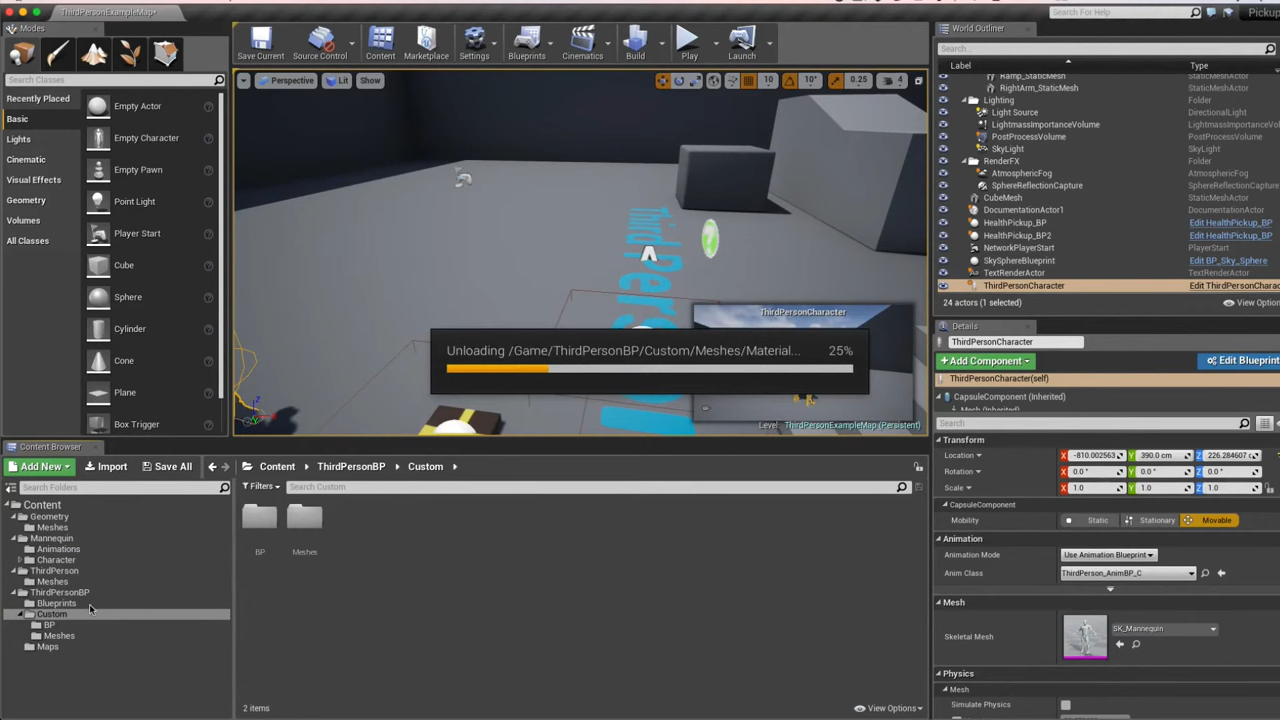 ThirdPersonExampleMap*
Search For Help
Pickup
Modes
Search Classes
Recently Placed
Basic
Lights
Cinematic
Visual Effects
Geometry
Volumes
All Classes
Empty Actor
Empty Character
Empty Pawn
Point Light
Player Start
Cube
Sphere
Cylinder
Cone
Plane
Box Trigger
Save Current
Source Control
Content
Marketplace
Settings
Blueprints
Cinematics
Build
Play
Launch
Perspective
Lit
Show
10
10°
0.25
4
ThirdPerso
ThirdPersonCharacter
Unloading /Game/ThirdPersonBP/Custom/Meshes/Material... 25%
Level: ThirdPersonExampleMap (Persistent)
World Outliner
Search...
Label Type
Ramp_StaticMesh StaticMeshActor
RightArm_StaticMesh StaticMeshActor
Lighting Folder
Light Source DirectionalLight
LightmassImportanceVolume LightmassImpo
PostProcessVolume PostProcessVolu
SkyLight SkyLight
RenderFX Folder
AtmosphericFog AtmosphericFog
SphereReflectionCapture SphereReflection
CubeMesh StaticMeshActor
DocumentationActor1 DocumentationA
HealthPickup_BP Edit HealthPickup_BP
HealthPickup_BP2 Edit HealthPickup_BP
NetworkPlayerStart PlayerStart
SkySphereBlueprint Edit BP_Sky_Sphere
TextRenderActor TextRenderActor
ThirdPersonCharacter Edit ThirdPersonCharac
24 actors (1 selected) View Option
Details
ThirdPersonCharacter
Add Component
Edit Blueprint
ThirdPersonCharacter(self)
CapsuleComponent (Inherited)
Mesh (Inherited)
Search
Transform
Location X -810.002563 Y 390.0 cm Z 226.284607 c
Rotation X 0.0 ° Y 0.0 ° Z 0.0 °
Scale X 1.0 Y 1.0 Z 1.0
CapsuleComponent
Mobility Static Stationary Movable
Animation
Animation Mode Use Animation Blueprint
Anim Class ThirdPerson_AnimBP_C
Mesh
Skeletal Mesh SK_Mannequin
Physics
Mesh
Simulate Physics
Content Browser
Add New Import Save All Content ThirdPersonBP Custom
Search Folders
Filters Search Custom
Content
Geometry
Meshes
Mannequin
Animations
Character
ThirdPerson
Meshes
ThirdPersonBP
Blueprints
Custom
BP
Meshes
Maps
BP Meshes
2 items View Options